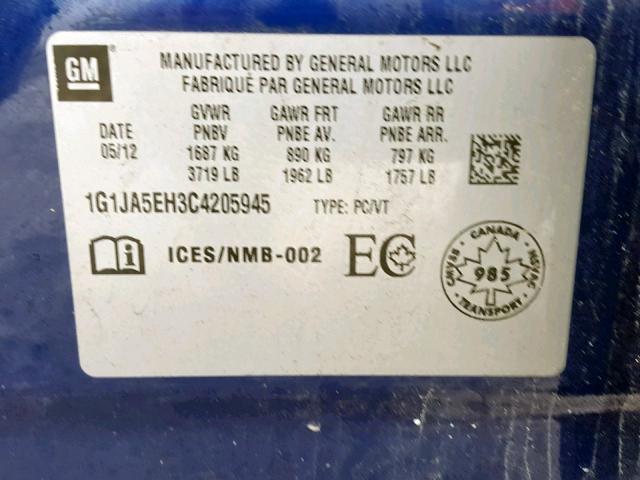 GM
MANUFACTURED BY GENERAL MOTORS LLC
FABRIQUÉ PAR GENERAL MOTORS LLC
GVWR GAWR FRT GAWR RR
DATE PNBV PNBE AV. PNBE ARR.
05/12 1687 KG 890 KG 797 KG
3719 LB 1962 LB 1757 LB
1G1JA5EH3C4205945 TYPE: PC/VT
ICES/NMB-002 EC
CANADA
CMVSS NSVAC
985
TRANSPORT